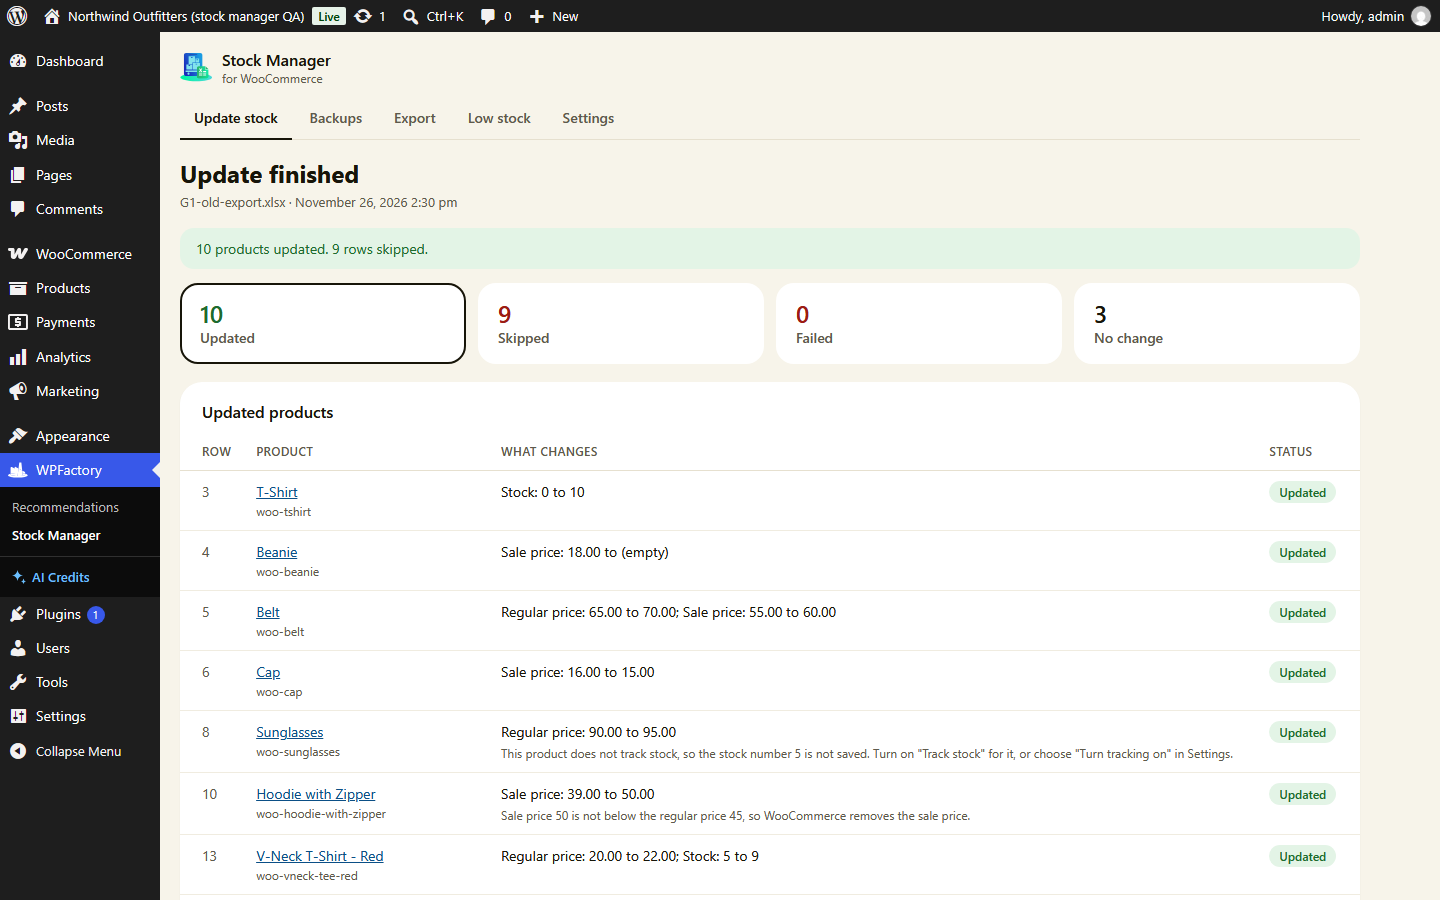 Northwind Outfitters (stock manager QA) Live 1 Ctrl+K 0 New Howdy, admin
Dashboard
Posts
Media
Pages
Comments
WooCommerce
Products
Payments
Analytics
Marketing
Appearance
WPFactory
Recommendations
Stock Manager
AI Credits
Plugins 1
Users
Tools
Settings
Collapse Menu
Stock Manager
for WooCommerce
Update stock Backups Export Low stock Settings
Update finished
G1-old-export.xlsx · November 26, 2026 2:30 pm
10 products updated. 9 rows skipped.
10
Updated
9
Skipped
0
Failed
3
No change
Updated products
ROW PRODUCT WHAT CHANGES STATUS
3 T-Shirt Stock: 0 to 10 Updated
woo-tshirt
4 Beanie Sale price: 18.00 to (empty) Updated
woo-beanie
5 Belt Regular price: 65.00 to 70.00; Sale price: 55.00 to 60.00 Updated
woo-belt
6 Cap Sale price: 16.00 to 15.00 Updated
woo-cap
8 Sunglasses Regular price: 90.00 to 95.00 Updated
woo-sunglasses This product does not track stock, so the stock number 5 is not saved. Turn on "Track stock" for it, or choose "Turn tracking on" in Settings.
10 Hoodie with Zipper Sale price: 39.00 to 50.00 Updated
woo-hoodie-with-zipper Sale price 50 is not below the regular price 45, so WooCommerce removes the sale price.
13 V-Neck T-Shirt - Red Regular price: 20.00 to 22.00; Stock: 5 to 9 Updated
woo-vneck-tee-red